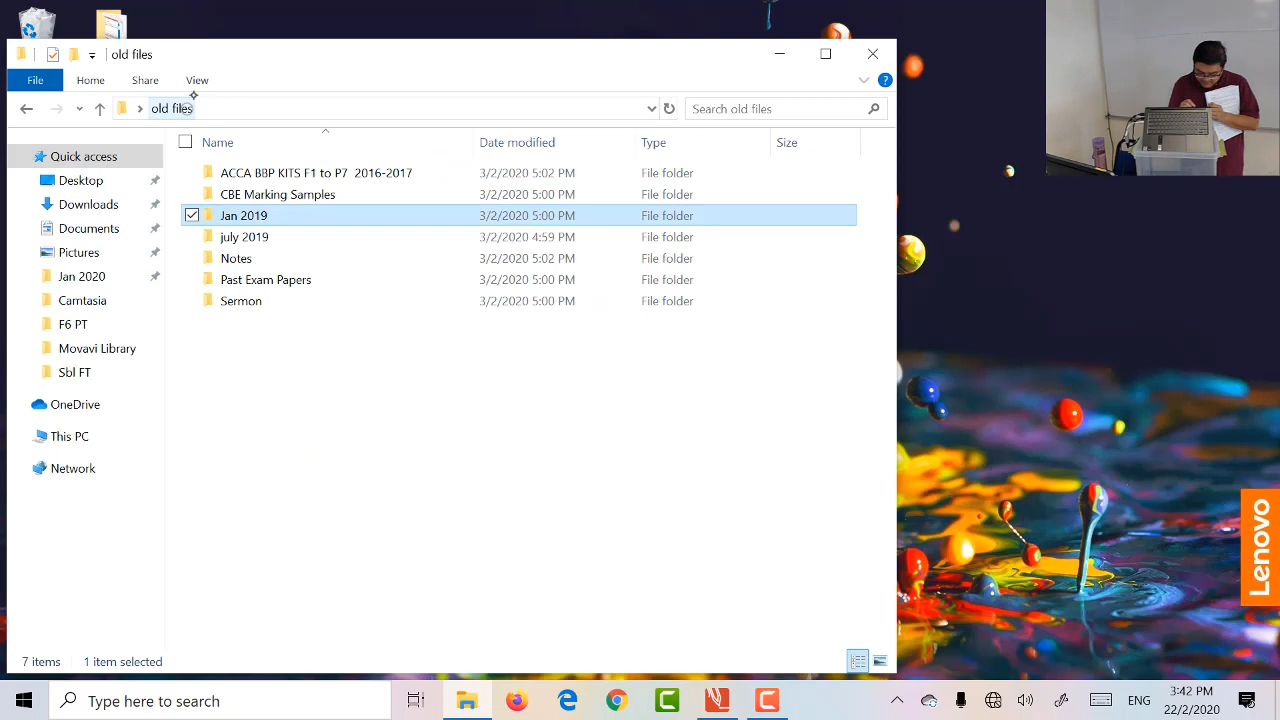 old files
File
Home
Share
View
old files
Search old files
Name
Date modified
Type
Size
Quick access
Desktop
Downloads
Documents
Pictures
Jan 2020
Camtasia
F6 PT
Movavi Library
Sbl FT
OneDrive
This PC
Network
ACCA BBP KITS F1 to P7 2016-2017 3/2/2020 5:02 PM File folder
CBE Marking Samples 3/2/2020 5:00 PM File folder
Jan 2019 3/2/2020 5:00 PM File folder
july 2019 3/2/2020 4:59 PM File folder
Notes 3/2/2020 5:02 PM File folder
Past Exam Papers 3/2/2020 5:00 PM File folder
Sermon 3/2/2020 5:00 PM File folder
7 items
1 item selected
Lenovo
Type here to search
ENG
3:42 PM
22/2/2020